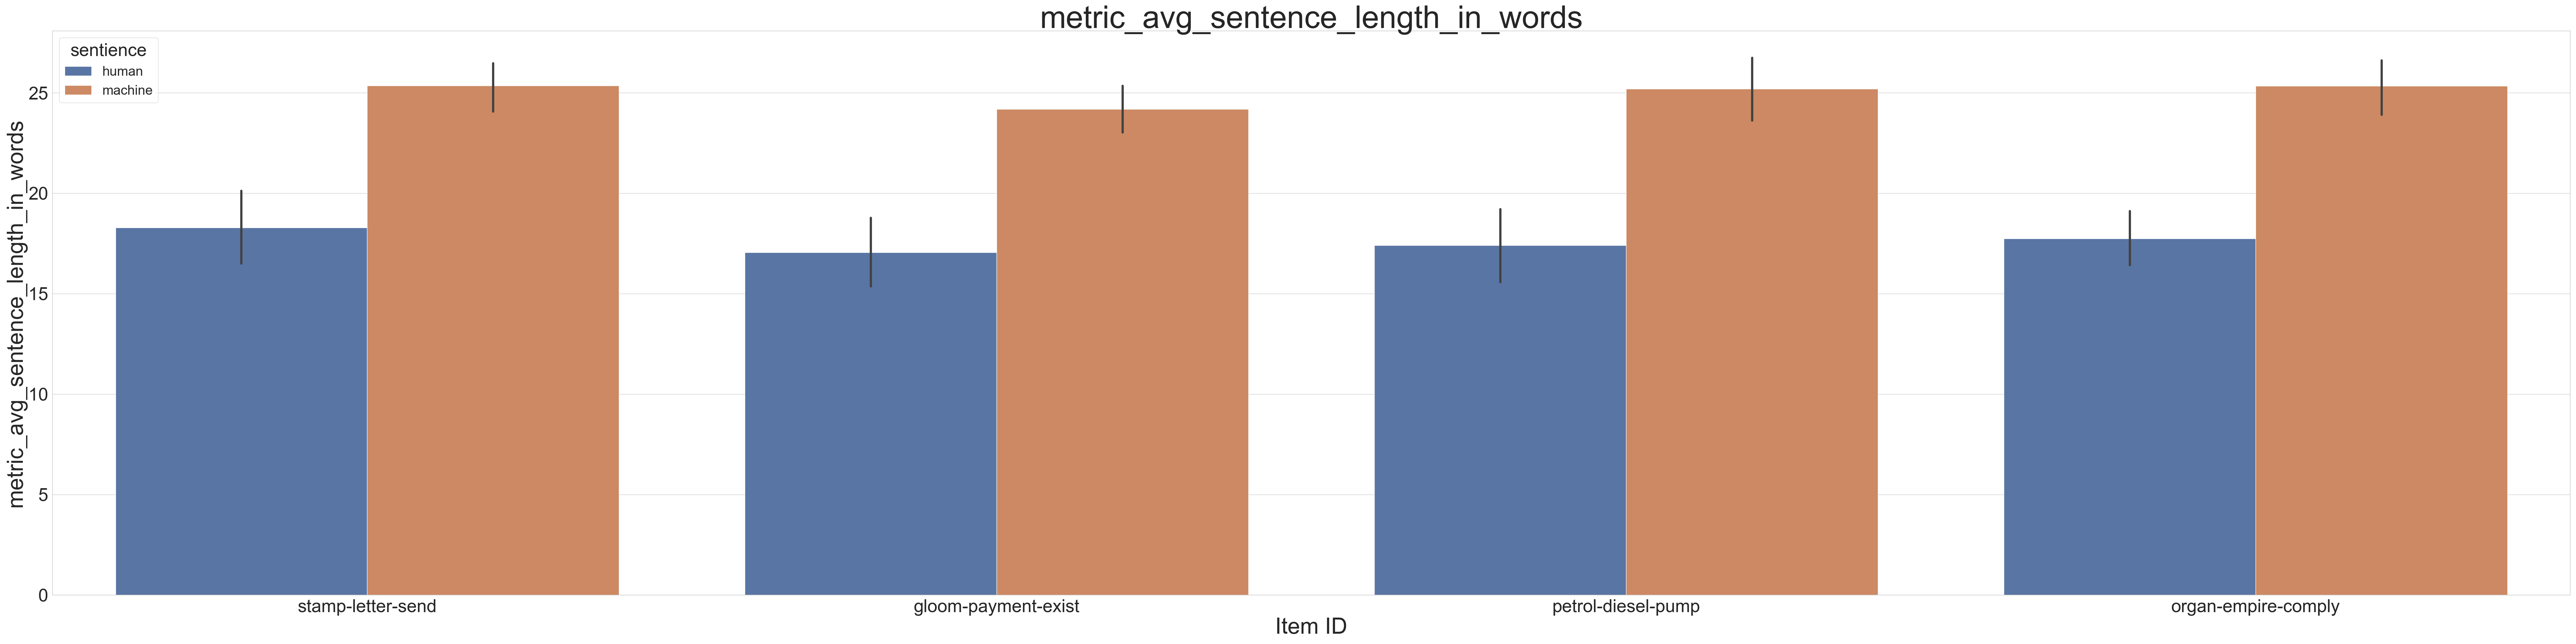 metric_avg_sentence_length_in_words
sentience
human
machine
metric_avg_sentence_length_in_words
25
20
15
10
5
0
stamp-letter-send
gloom-payment-exist
petrol-diesel-pump
organ-empire-comply
Item ID